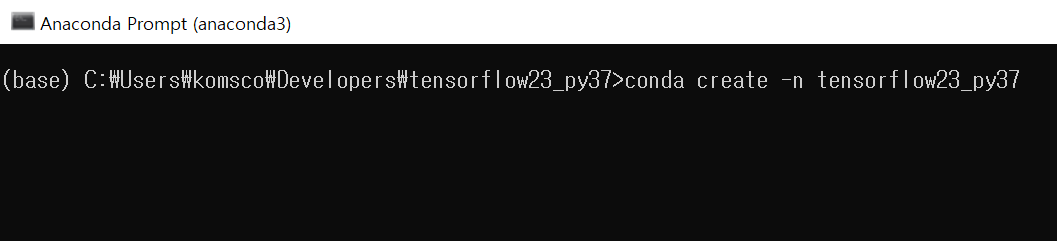 Anaconda Prompt (anaconda3)
(base) C:₩Users₩komsco₩Developers₩tensorflow23_py37>conda create -n tensorflow23_py37